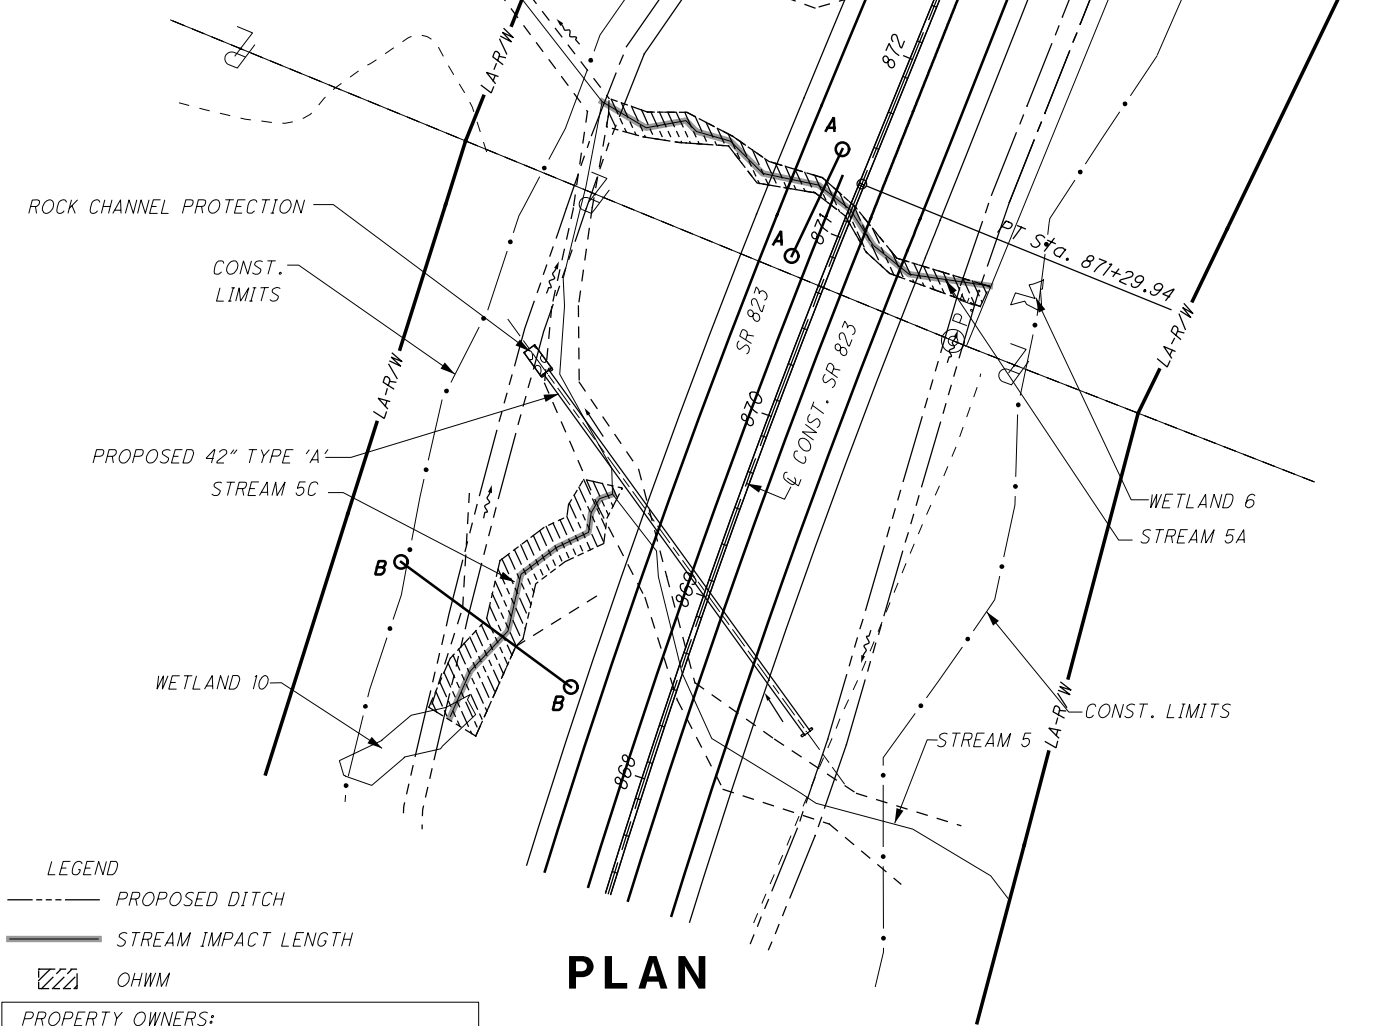 LA-R/W
872
A
ROCK CHANNEL PROTECTION
A
871
PT Sta. 871+29.94
CONST.
LIMITS
P
SR 823
LA-R/W
LA-R/W
℄ CONST. SR 823
870
PROPOSED 42" TYPE 'A'
STREAM 5C
WETLAND 6
STREAM 5A
B
869
WETLAND 10
B
CONST. LIMITS
LA-R/W
STREAM 5
868
LEGEND
PROPOSED DITCH
STREAM IMPACT LENGTH
OHWM
PLAN
PROPERTY OWNERS: